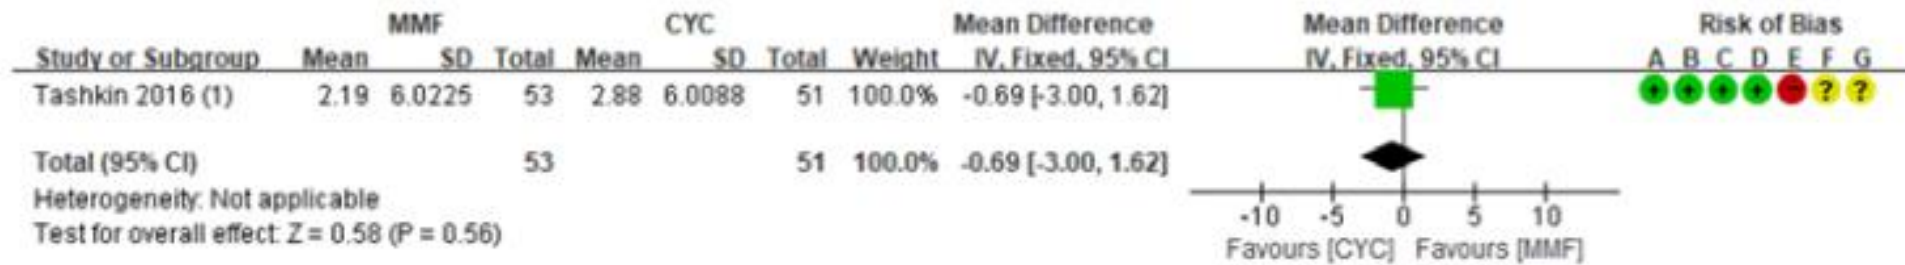 MMF CYC Mean Difference Mean Difference Risk of Bias
Study or Subgroup Mean SD Total Mean SD Total Weight IV, Fixed, 95% CI IV, Fixed, 95% CI A B C D E F G
Tashkin 2016 (1) 2.19 6.0225 53 2.88 6.0088 51 100.0% -0.69 [-3.00, 1.62] + + + + - ? ?
Total (95% CI) 53 51 100.0% -0.69 [-3.00, 1.62]
Heterogeneity: Not applicable
Test for overall effect: Z = 0.58 (P = 0.56)
-10 -5 0 5 10
Favours [CYC] Favours [MMF]